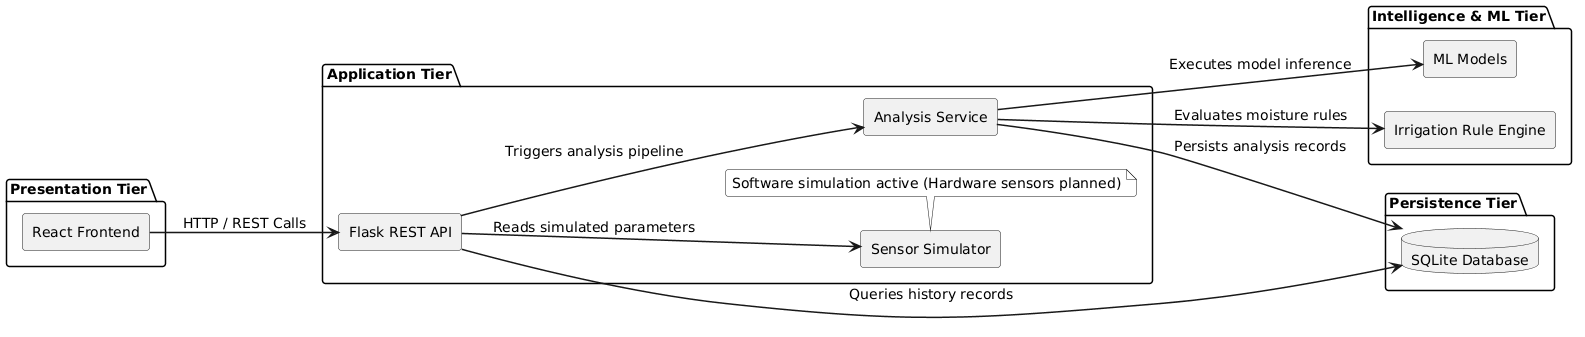 Intelligence & ML Tier
ML Models
Executes model inference
Application Tier
Analysis Service
Evaluates moisture rules
Irrigation Rule Engine
Triggers analysis pipeline
Persists analysis records
Presentation Tier
Software simulation active (Hardware sensors planned)
Persistence Tier
React Frontend
HTTP / REST Calls
Flask REST API
Reads simulated parameters
Sensor Simulator
SQLite Database
Queries history records